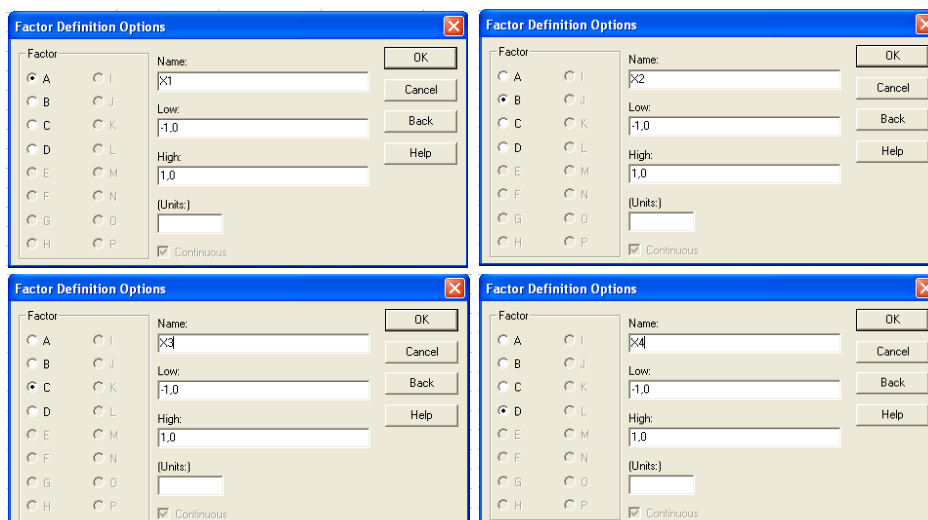 Factor Definition Options
Factor
A I
B J
C K
D L
E M
F N
G O
H P
Name:
X1
Low:
-1,0
High:
1,0
(Units:)
Continuous
OK
Cancel
Back
Help
Factor Definition Options
Factor
A I
B J
C K
D L
E M
F N
G O
H P
Name:
X2
Low:
-1,0
High:
1,0
(Units:)
Continuous
OK
Cancel
Back
Help
Factor Definition Options
Factor
A I
B J
C K
D L
E M
F N
G O
H P
Name:
X3
Low:
-1,0
High:
1,0
(Units:)
Continuous
OK
Cancel
Back
Help
Factor Definition Options
Factor
A I
B J
C K
D L
E M
F N
G O
H P
Name:
X4
Low:
-1,0
High:
1,0
(Units:)
Continuous
OK
Cancel
Back
Help